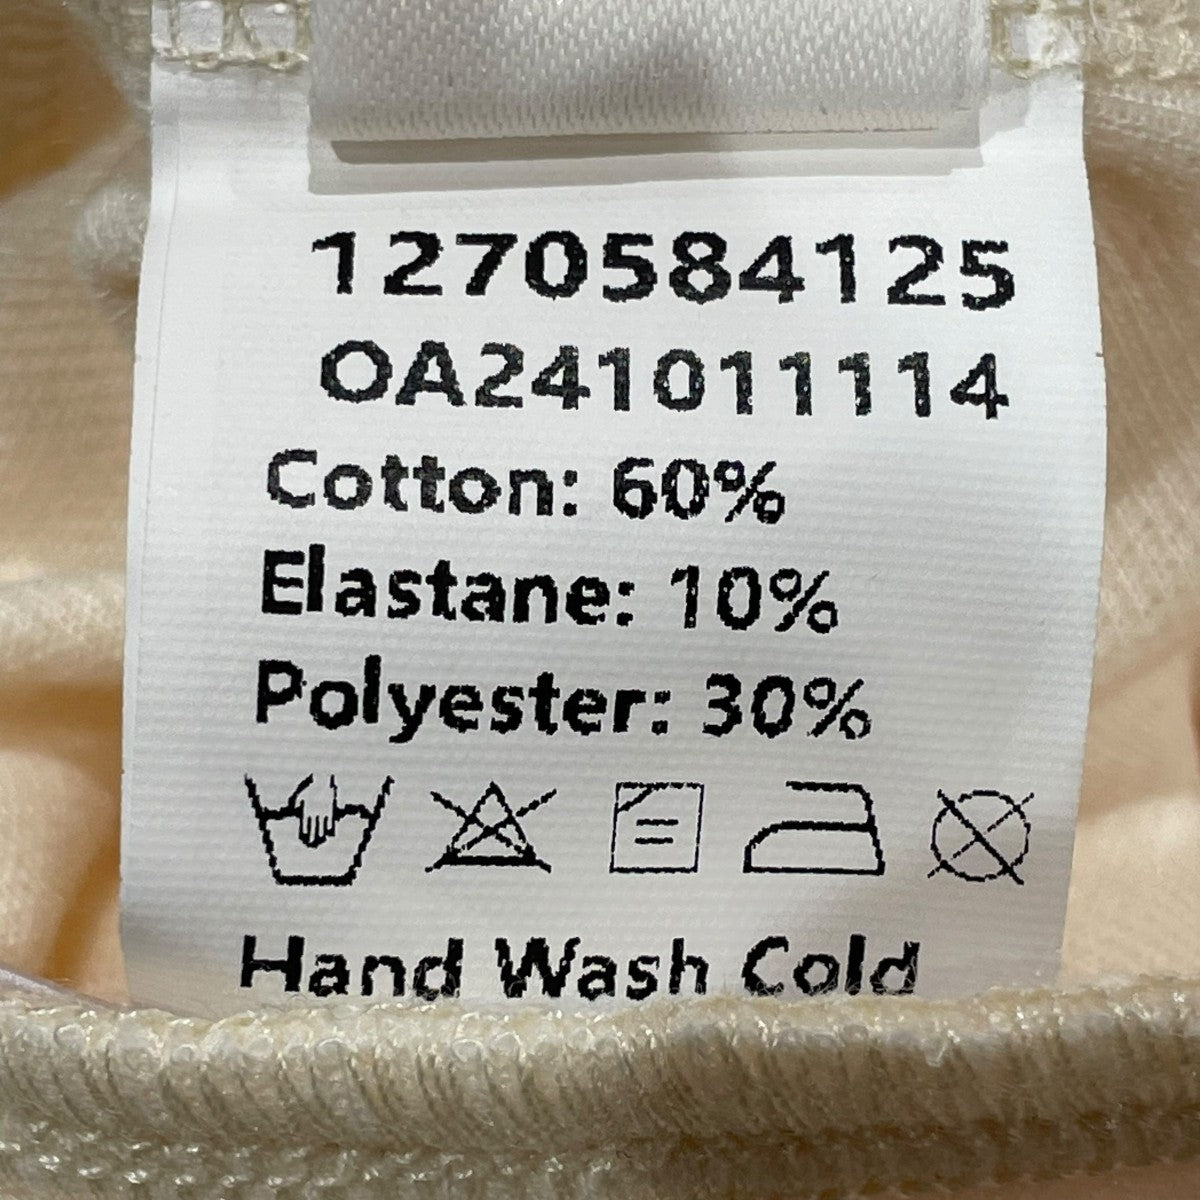 1270584125
OA241011114
Cotton: 60%
Elastane: 10%
Polyester: 30%
Hand Wash Cold